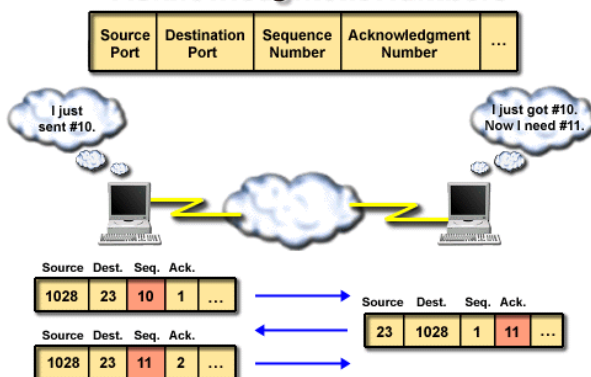 Source Port Destination Port Sequence Number Acknowledgment Number ...
I just
sent #10.
I just got #10.
Now I need #11.
Source Dest. Seq. Ack.
1028 23 10 1 ...
Source Dest. Seq. Ack.
23 1028 1 11 ...
Source Dest. Seq. Ack.
1028 23 11 2 ...